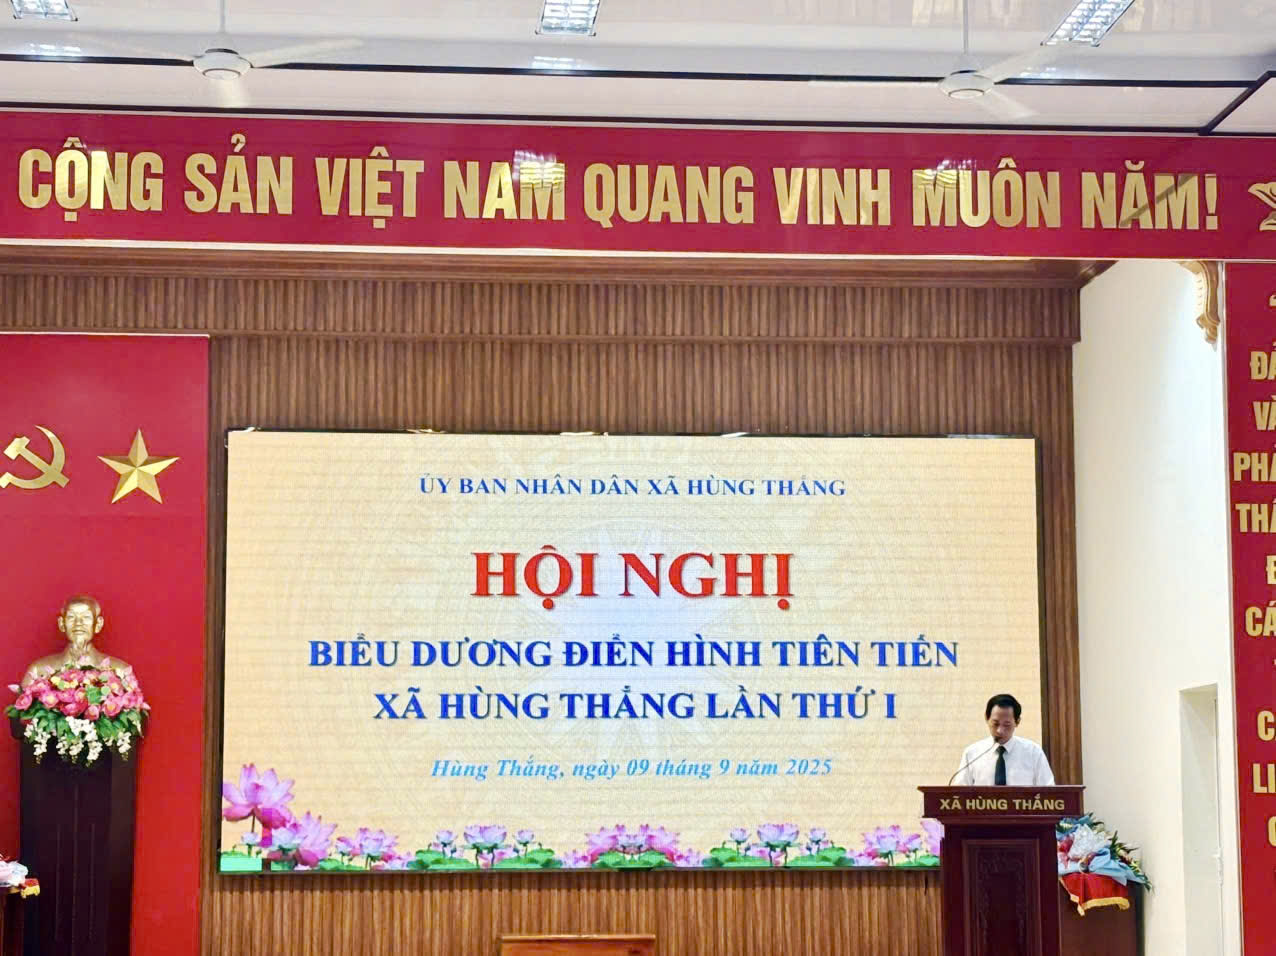 CỘNG SẢN VIỆT NAM QUANG VINH MUÔN NĂM!
ỦY BAN NHÂN DÂN XÃ HÙNG THẮNG
HỘI NGHỊ
BIỂU DƯƠNG ĐIỂN HÌNH TIÊN TIẾN
XÃ HÙNG THẮNG LẦN THỨ I
Hùng Thắng, ngày 09 tháng 9 năm 2025
XÃ HÙNG THẮNG